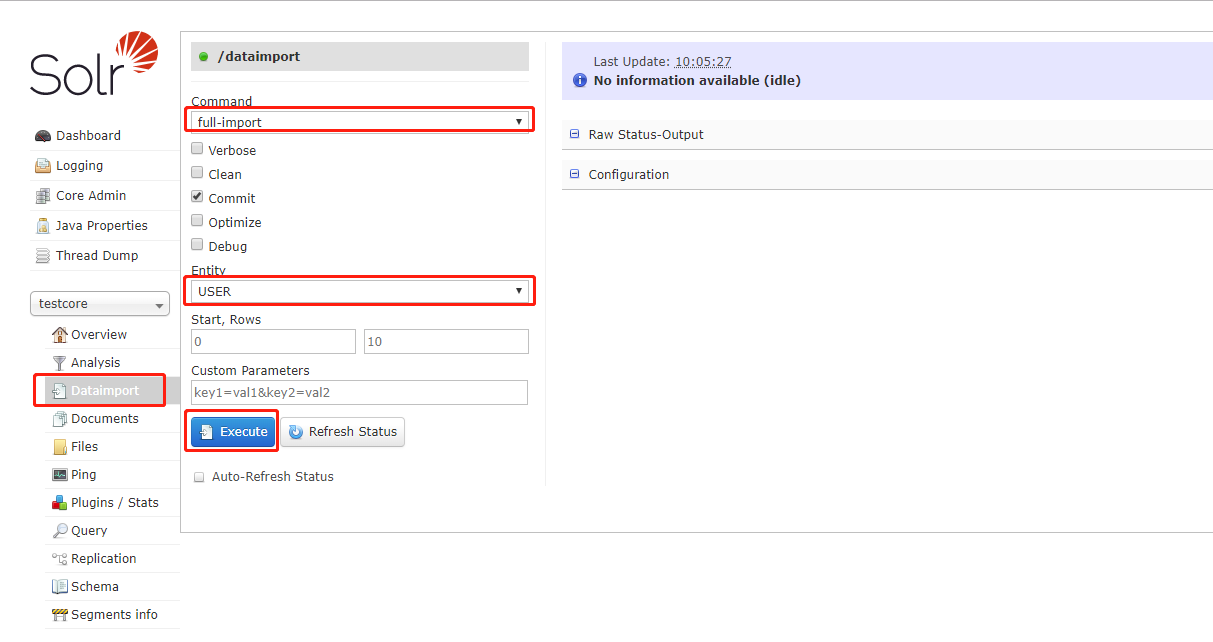 Solr
Dashboard
Logging
Core Admin
Java Properties
Thread Dump
testcore
Overview
Analysis
Dataimport
Documents
Files
Ping
Plugins / Stats
Query
Replication
Schema
Segments info
/dataimport
Command
full-import
Verbose
Clean
Commit
Optimize
Debug
Entity
USER
Start, Rows
0 10
Custom Parameters
key1=val1&key2=val2
Execute Refresh Status
Auto-Refresh Status
Last Update: 10:05:27
No information available (idle)
Raw Status-Output
Configuration